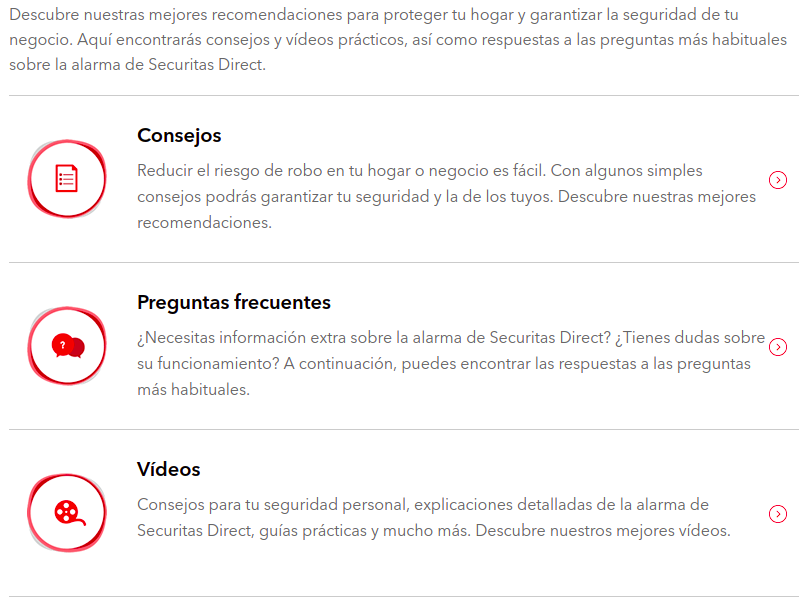 Descubre nuestras mejores recomendaciones para proteger tu hogar y garantizar la seguridad de tu
negocio. Aquí encontrarás consejos y vídeos prácticos, así como respuestas a las preguntas más habituales
sobre la alarma de Securitas Direct.
Consejos
Reducir el riesgo de robo en tu hogar o negocio es fácil. Con algunos simples
consejos podrás garantizar tu seguridad y la de los tuyos. Descubre nuestras mejores
recomendaciones.
Preguntas frecuentes
¿Necesitas información extra sobre la alarma de Securitas Direct? ¿Tienes dudas sobre
su funcionamiento? A continuación, puedes encontrar las respuestas a las preguntas
más habituales.
Vídeos
Consejos para tu seguridad personal, explicaciones detalladas de la alarma de
Securitas Direct, guías prácticas y mucho más. Descubre nuestros mejores vídeos.